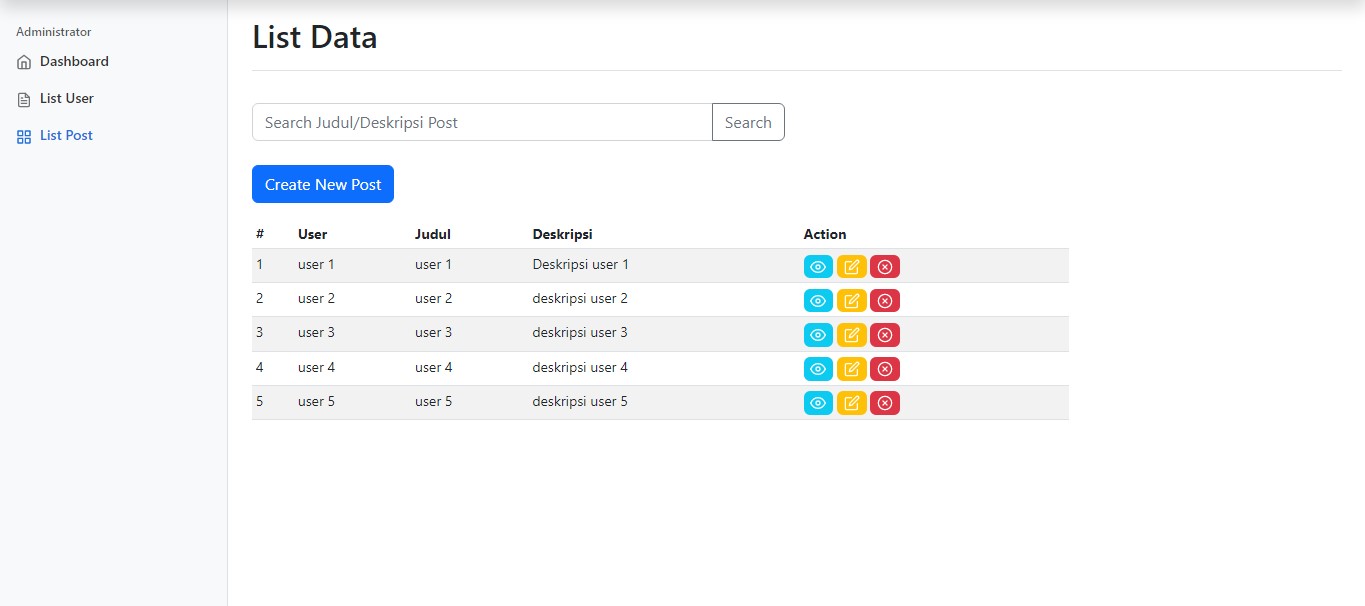 Administrator
Dashboard
List User
List Post
List Data
Search Judul/Deskripsi Post Search
Create New Post
# User Judul Deskripsi Action
1 user 1 user 1 Deskripsi user 1
2 user 2 user 2 deskripsi user 2
3 user 3 user 3 deskripsi user 3
4 user 4 user 4 deskripsi user 4
5 user 5 user 5 deskripsi user 5